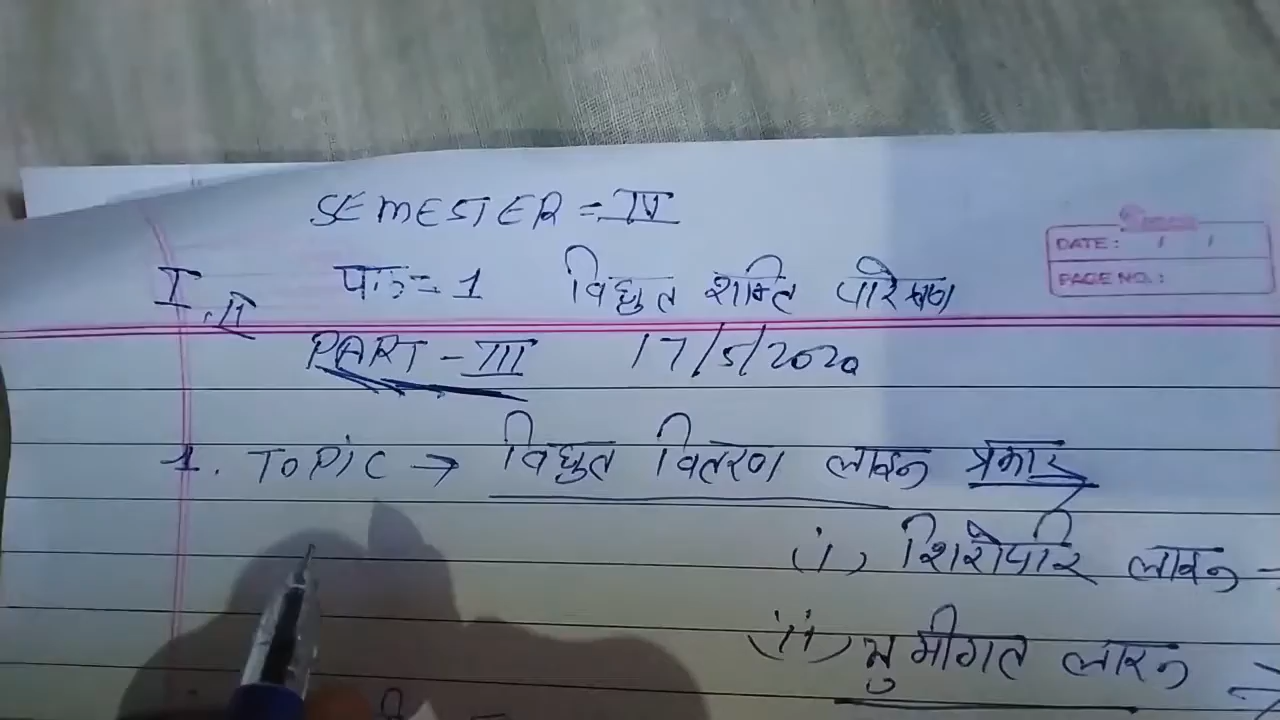 SEMESTER = IV
DATE: / /
PAGE NO.:
I पाठ = 1 विद्युत शक्ति परिेषण
PART - III 17/5/2020
1. TOPIC → विद्युत वितरण लाइन प्रकार
(i) शिरोपरि लाइन -
(ii) भुमीगत लाइन